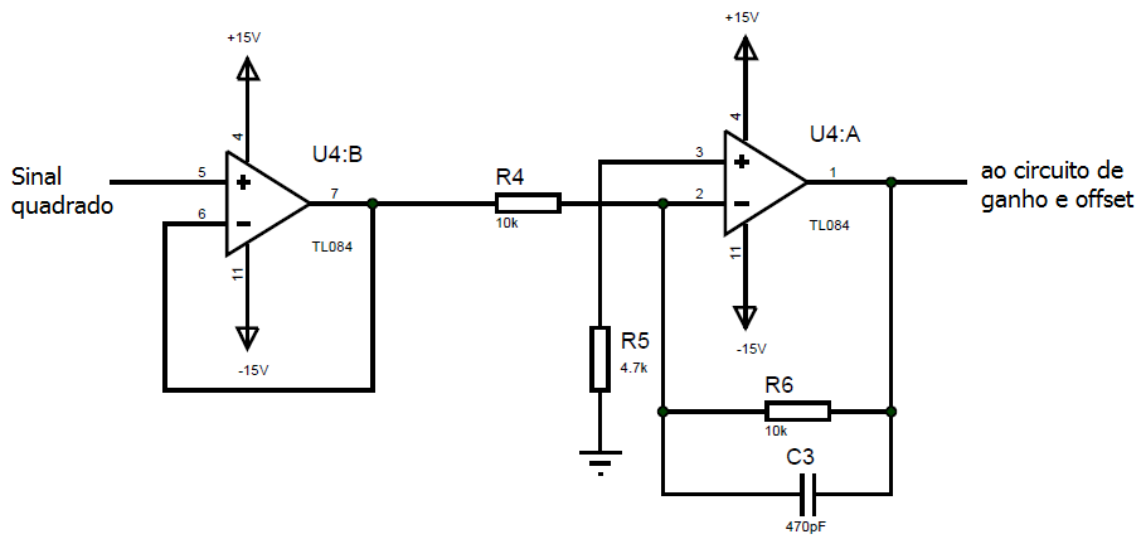 +15V
4
U4:B
Sinal
quadrado
5
+
6
−
7
TL084
11
-15V
R4
10k
+15V
4
U4:A
3
+
2
−
1
TL084
11
-15V
ao circuito de
ganho e offset
R5
4.7k
R6
10k
C3
470pF